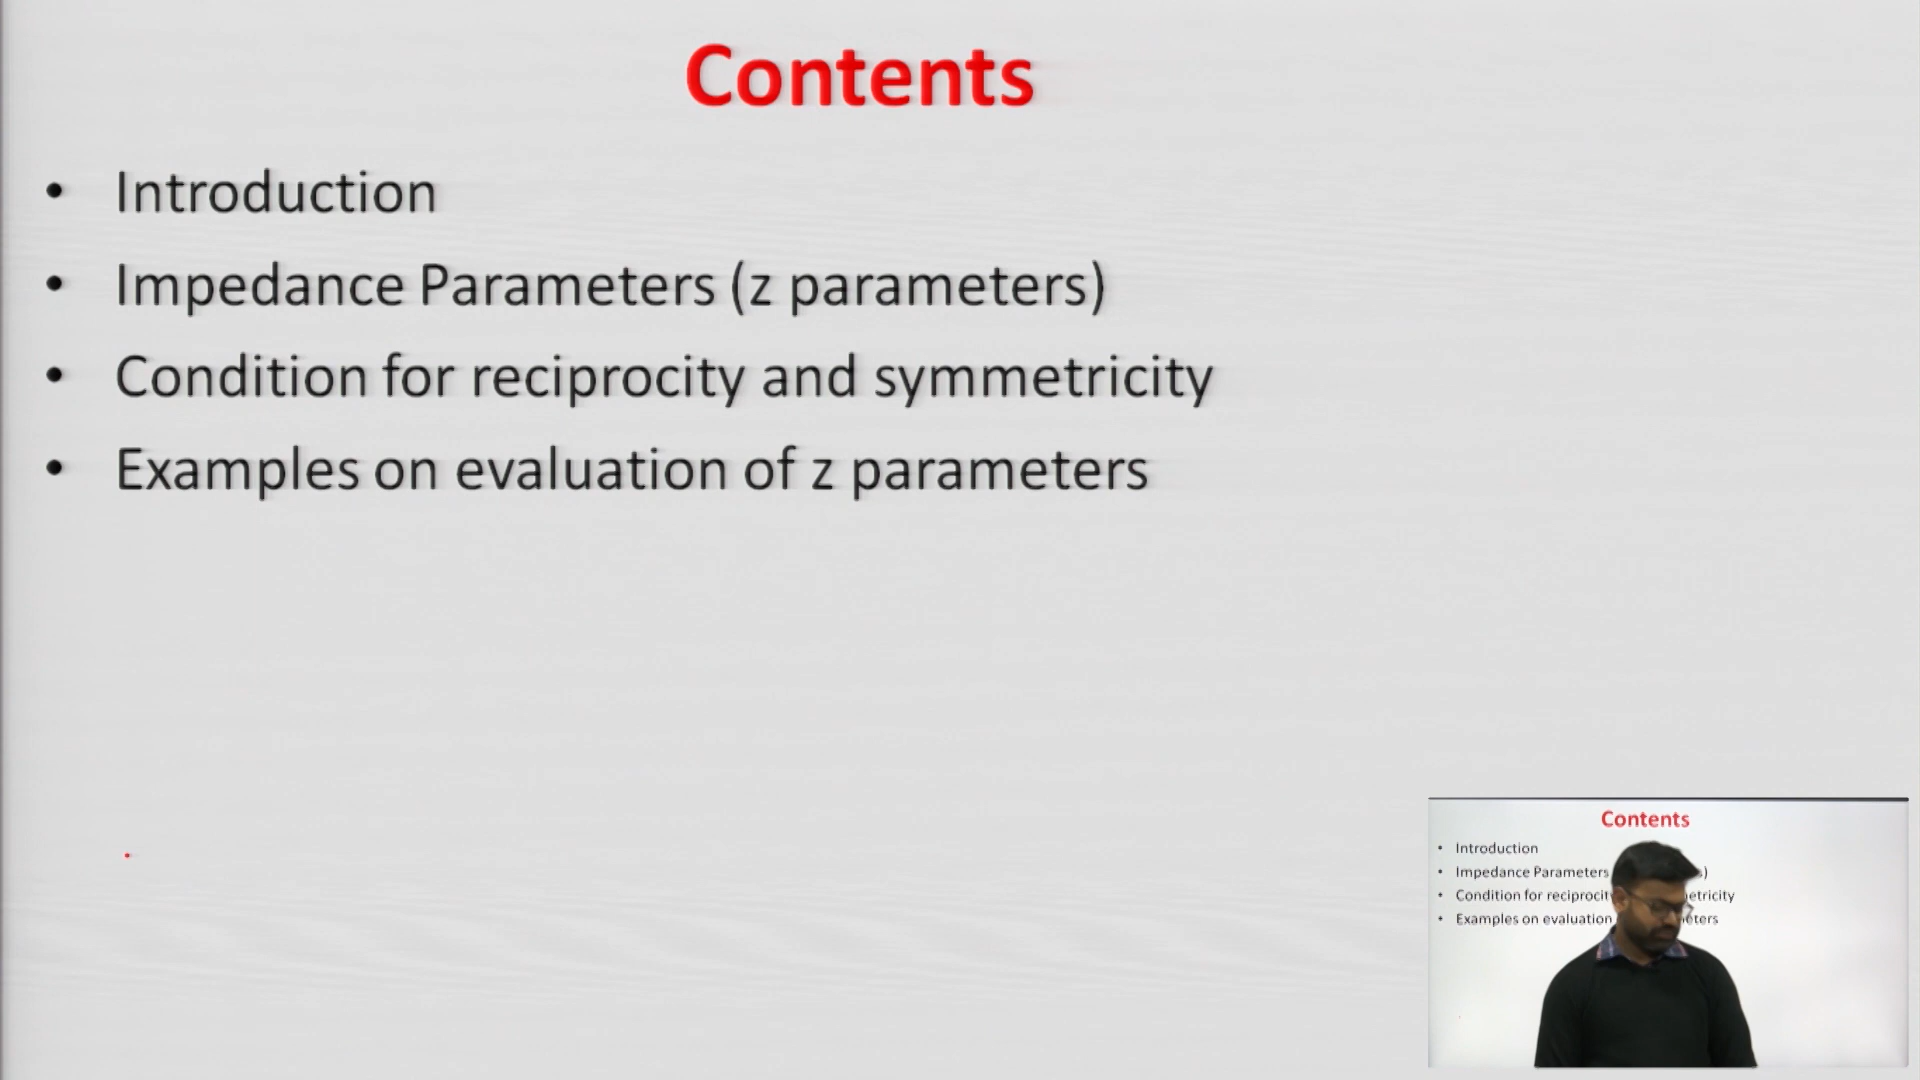 Contents
• Introduction
• Impedance Parameters (z parameters)
• Condition for reciprocity and symmetricity
• Examples on evaluation of z parameters
Contents
• Introduction
• Impedance Parameters
• Condition for
• Examples on evaluation